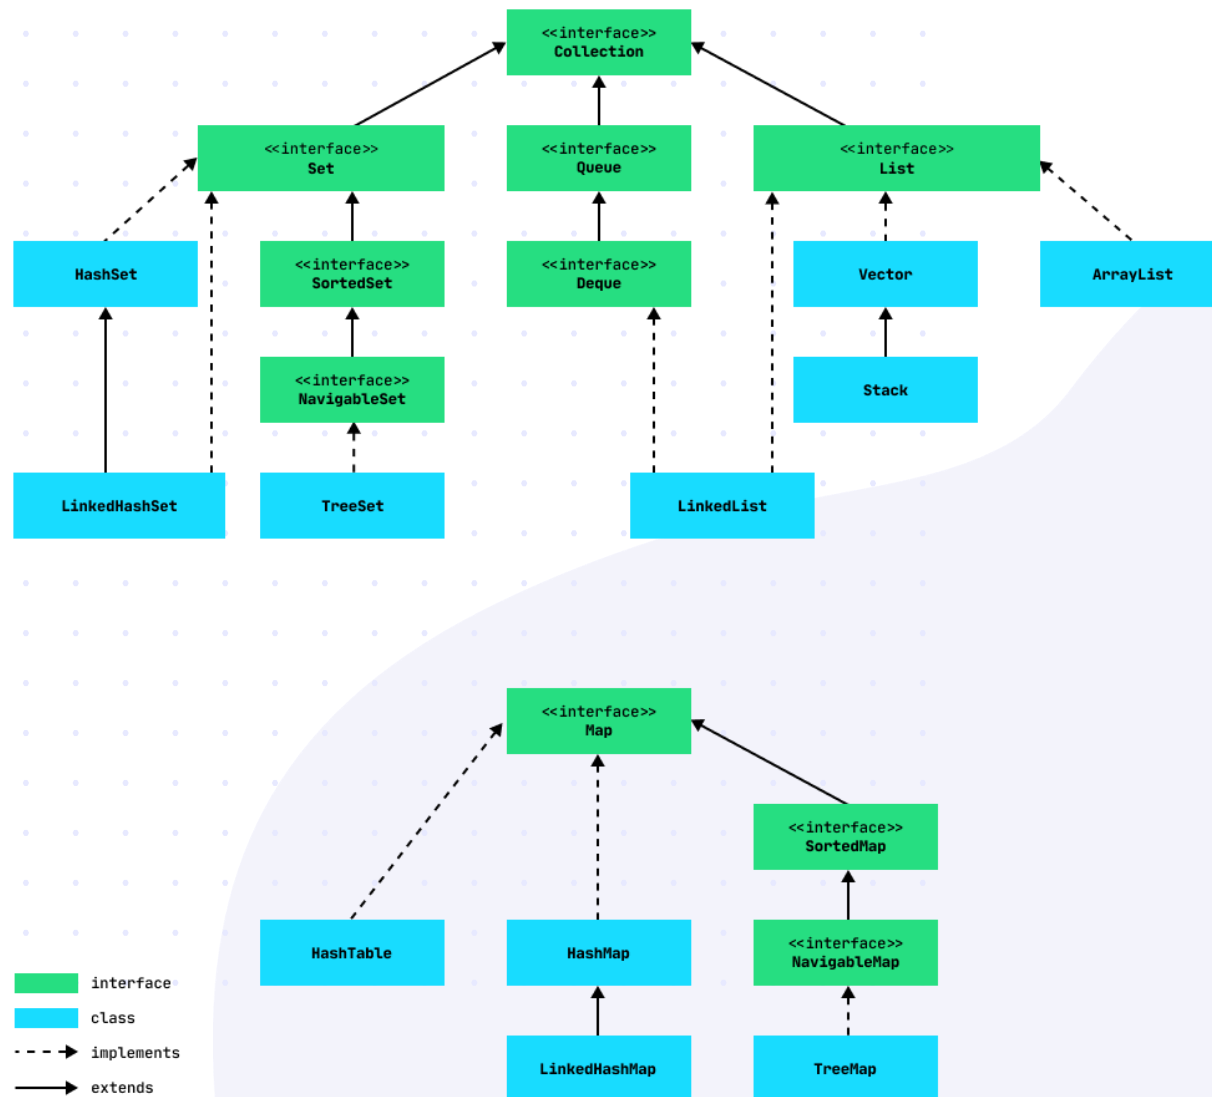 <<interface>>
Collection
<<interface>>
Set
<<interface>>
Queue
<<interface>>
List
HashSet
<<interface>>
SortedSet
<<interface>>
Deque
Vector
ArrayList
<<interface>>
NavigableSet
Stack
LinkedHashSet
TreeSet
LinkedList
<<interface>>
Map
<<interface>>
SortedMap
HashTable
HashMap
<<interface>>
NavigableMap
LinkedHashMap
TreeMap
interface
class
implements
extends